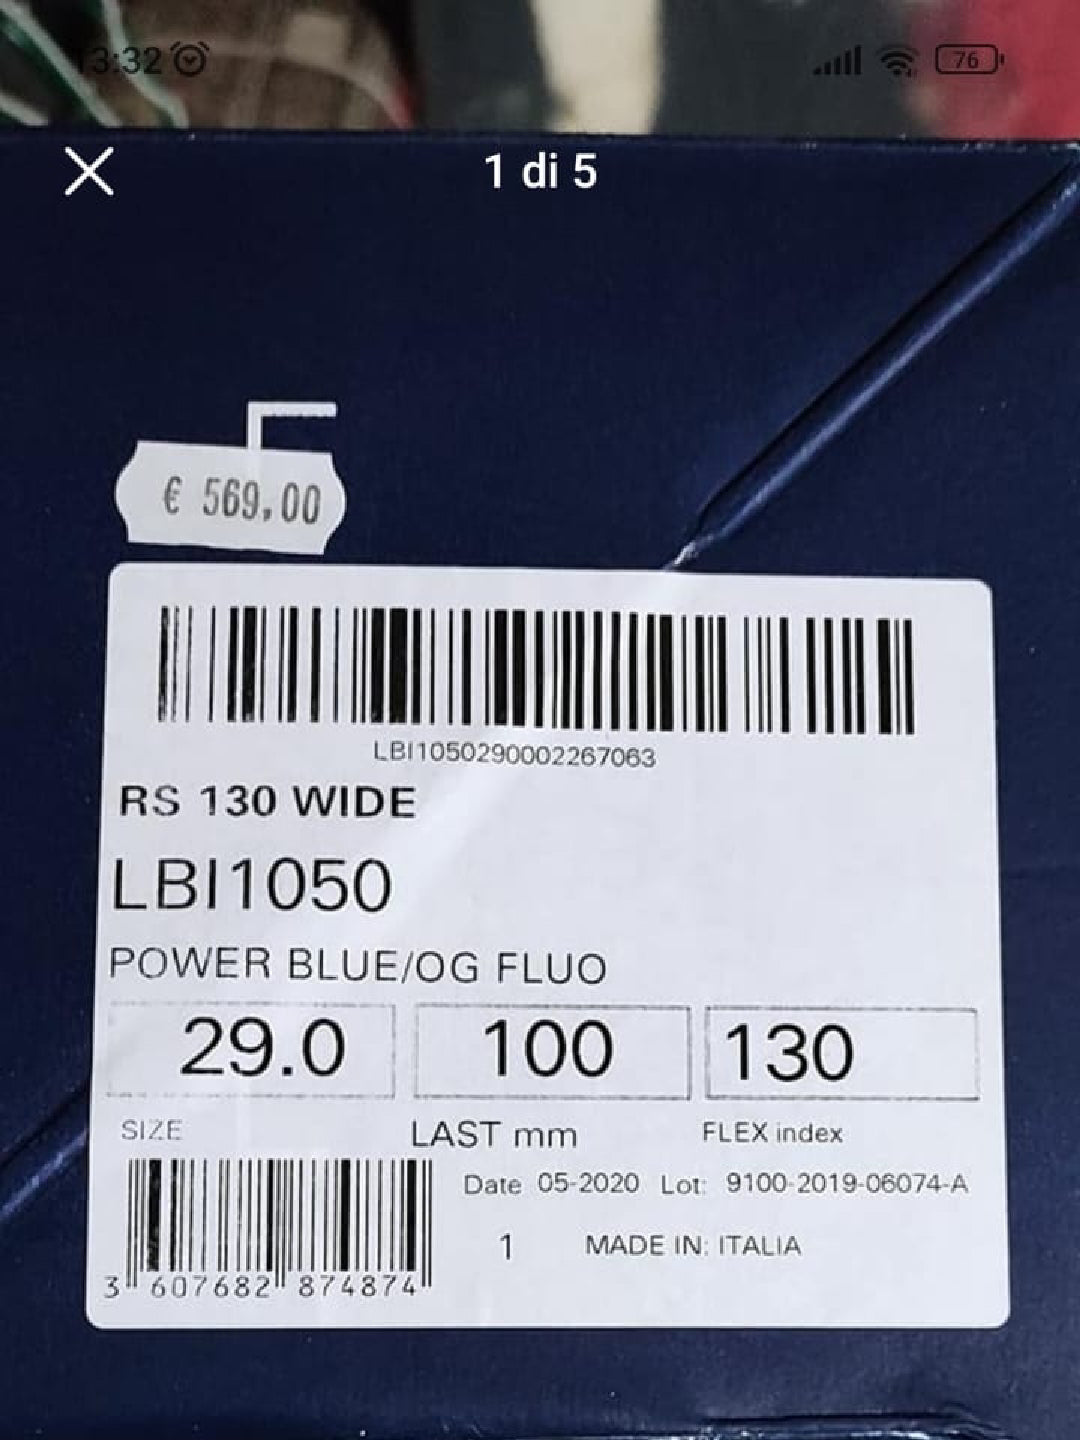 13:32
76
1 di 5
€ 569,00
LBI1050290002267063
RS 130 WIDE
LBI1050
POWER BLUE/OG FLUO
29.0 100 130
SIZE LAST mm FLEX index
Date 05-2020 Lot: 9100-2019-06074-A
1 MADE IN: ITALIA
3 607682 874874